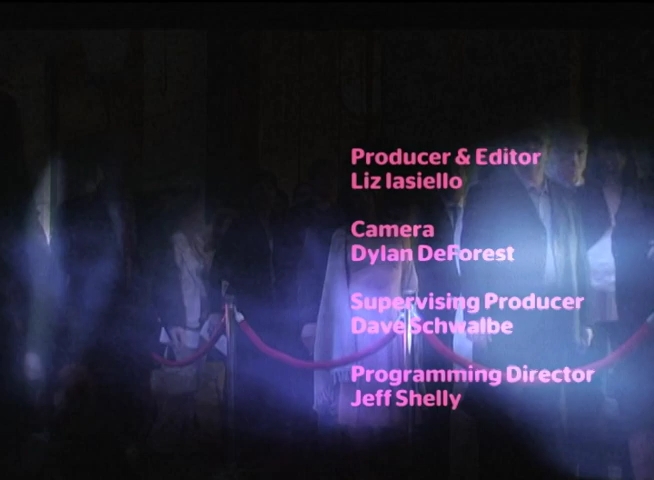 Producer & Editor
Liz Iasiello
Camera
Dylan DeForest
Supervising Producer
Dave Schwalbe
Programming Director
Jeff Shelly